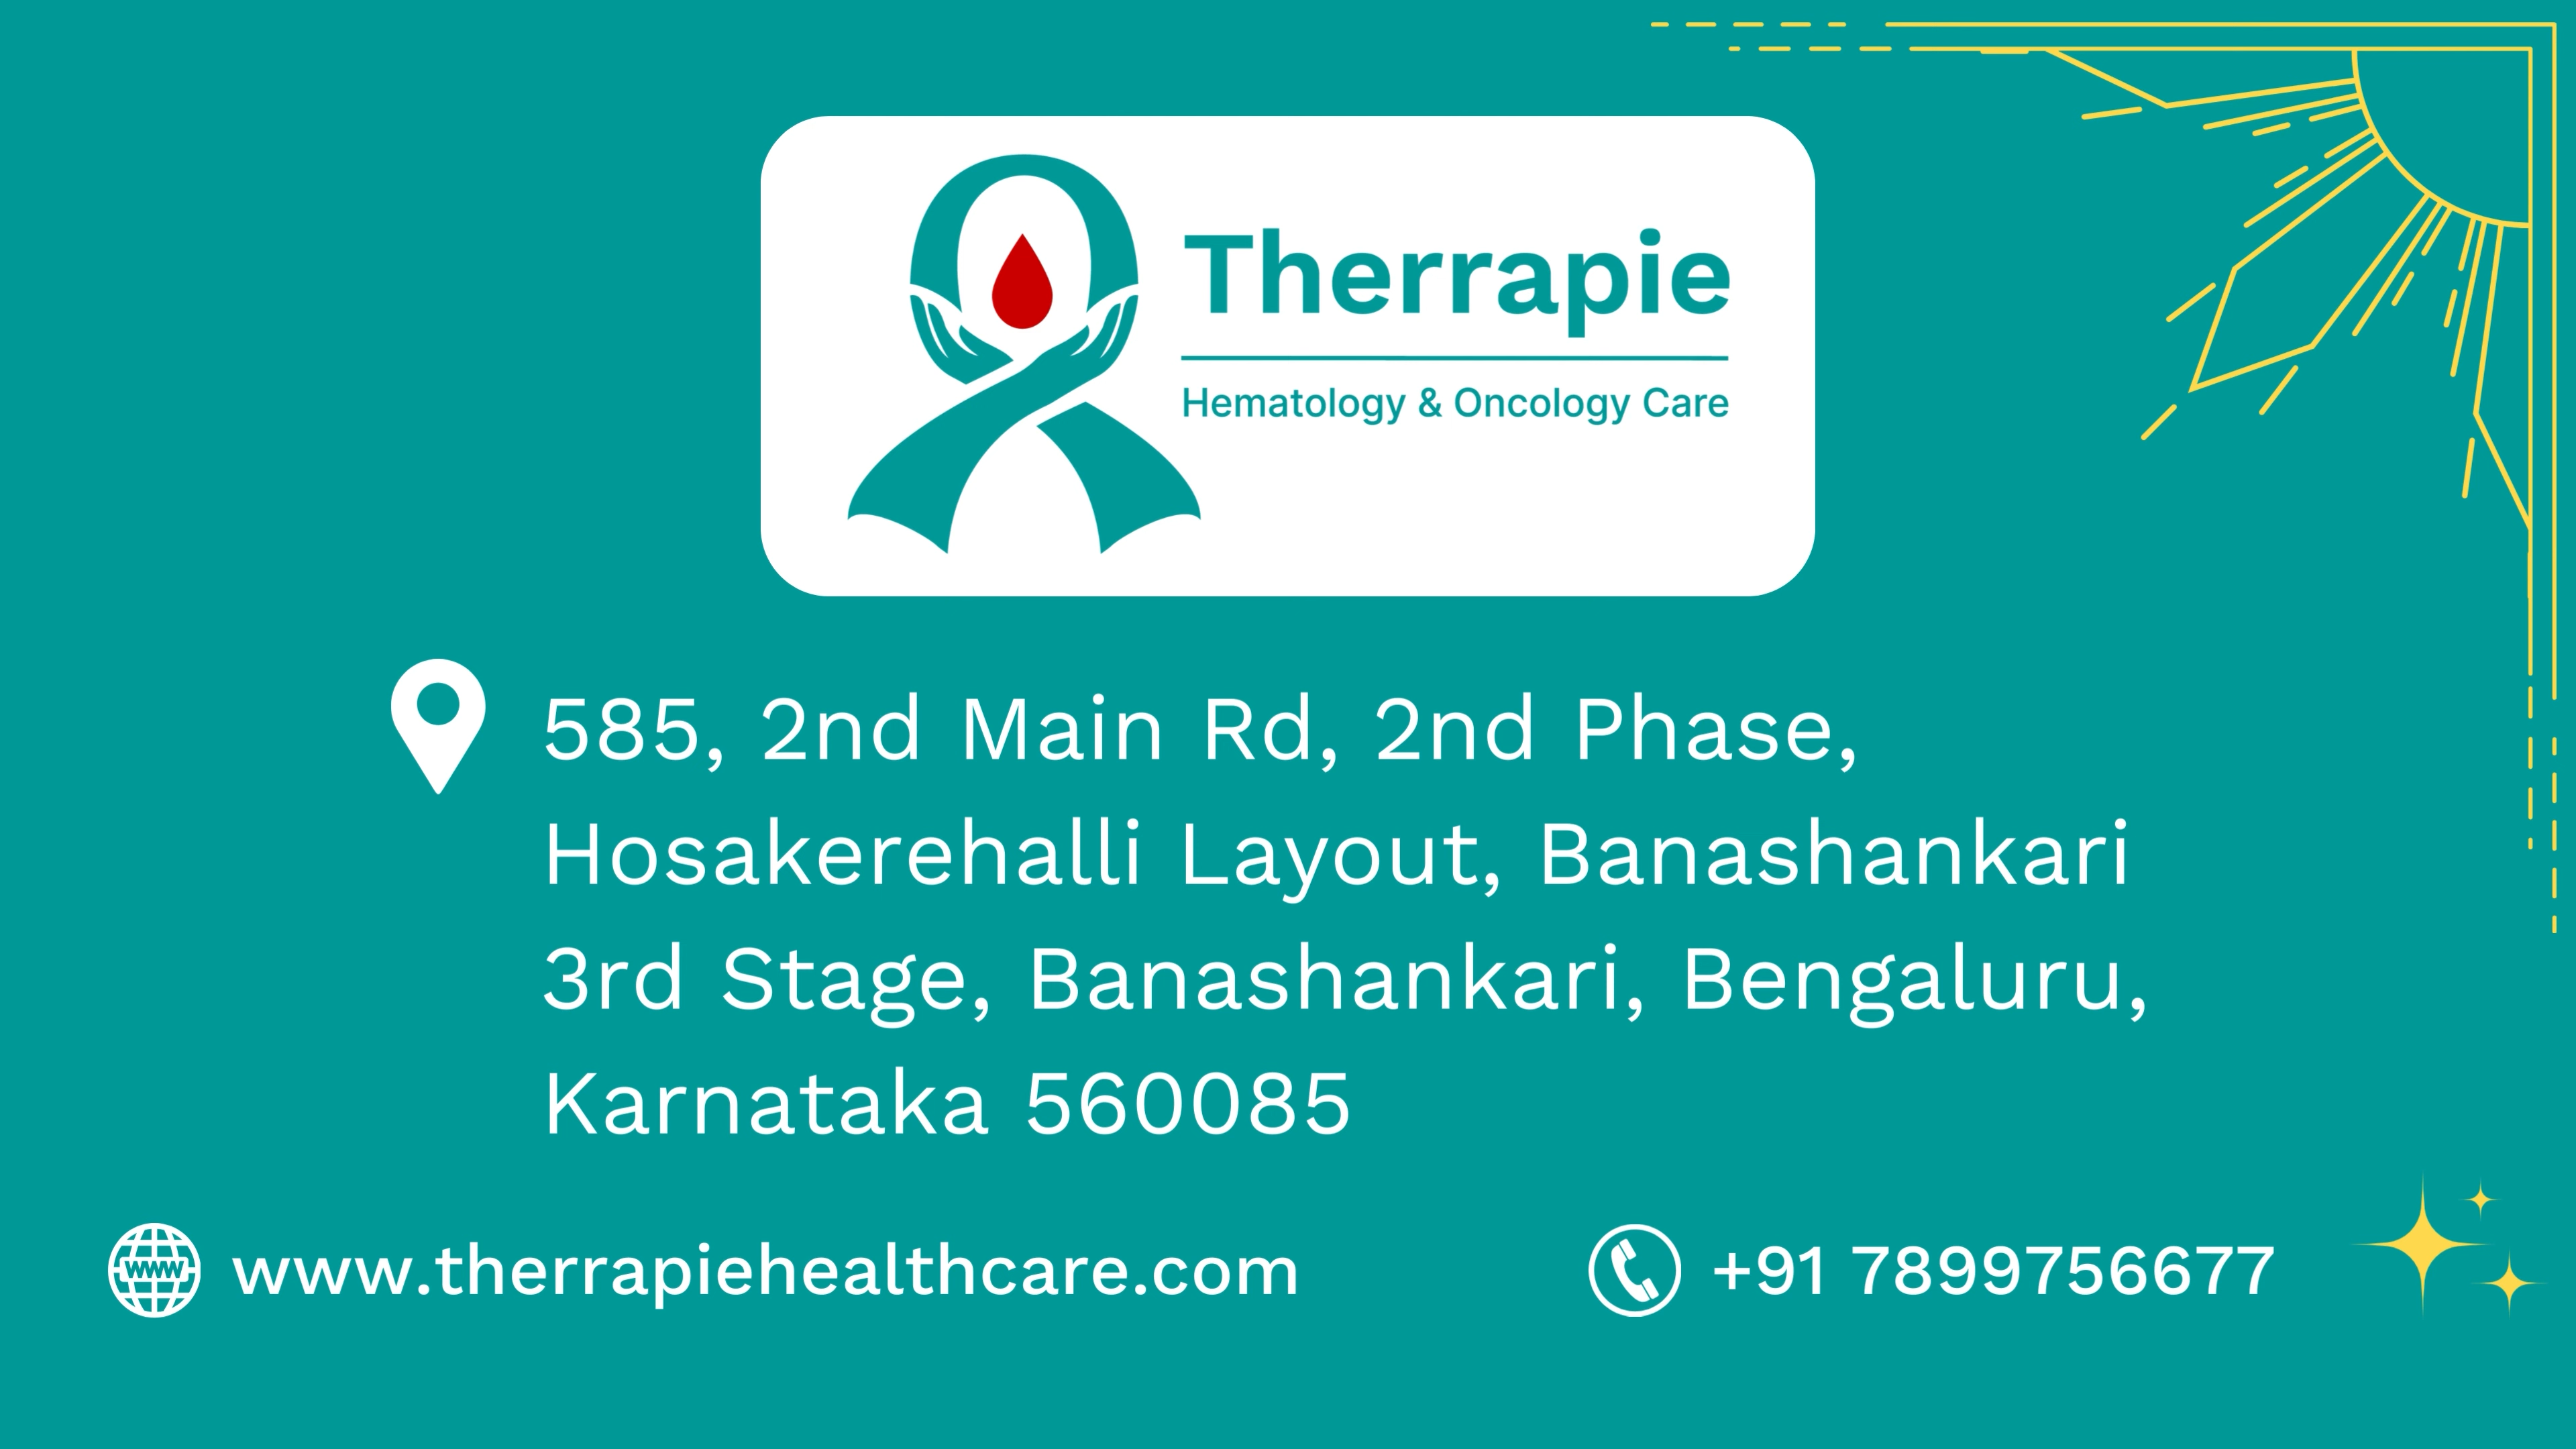 Therrapie
Hematology & Oncology Care
585, 2nd Main Rd, 2nd Phase,
Hosakerehalli Layout, Banashankari
3rd Stage, Banashankari, Bengaluru,
Karnataka 560085
www
www.therrapiehealthcare.com
+91 7899756677